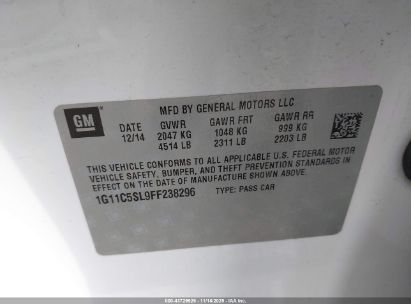 MFD BY GENERAL MOTORS LLC
GM
DATE GVWR GAWR FRT GAWR RR
12/14 2047 KG 1048 KG 999 KG
4514 LB 2311 LB 2203 LB
THIS VEHICLE CONFORMS TO ALL APPLICABLE U.S. FEDERAL MOTOR
VEHICLE SAFETY, BUMPER, AND THEFT PREVENTION STANDARDS IN
EFFECT ON THE DATE OF MANUFACTURE SHOWN ABOVE.
1G11C5SL9FF238296 TYPE: PASS CAR